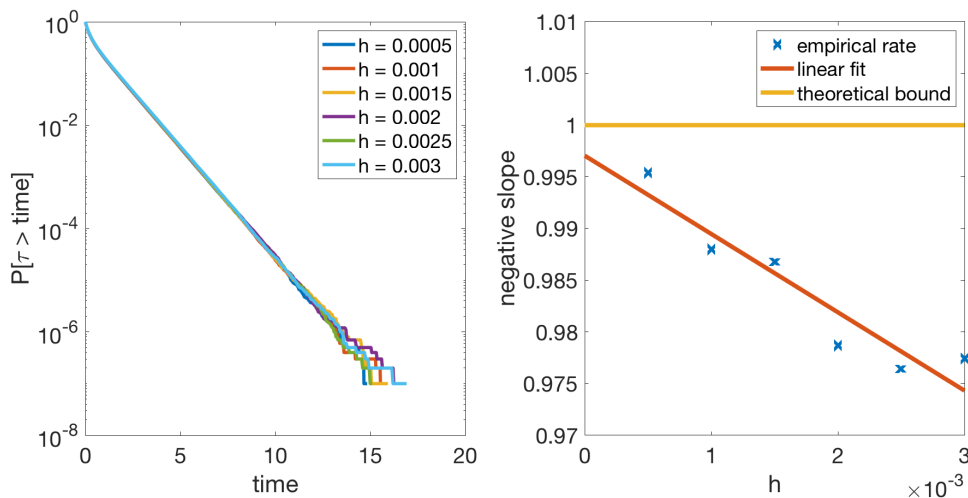 10^0
10^-2
10^-4
10^-6
10^-8
P[τ > time]
0
5
10
15
20
time
h = 0.0005
h = 0.001
h = 0.0015
h = 0.002
h = 0.0025
h = 0.003
1.01
1.005
1
0.995
0.99
0.985
0.98
0.975
0.97
negative slope
0
1
2
3
h
×10^-3
empirical rate
linear fit
theoretical bound